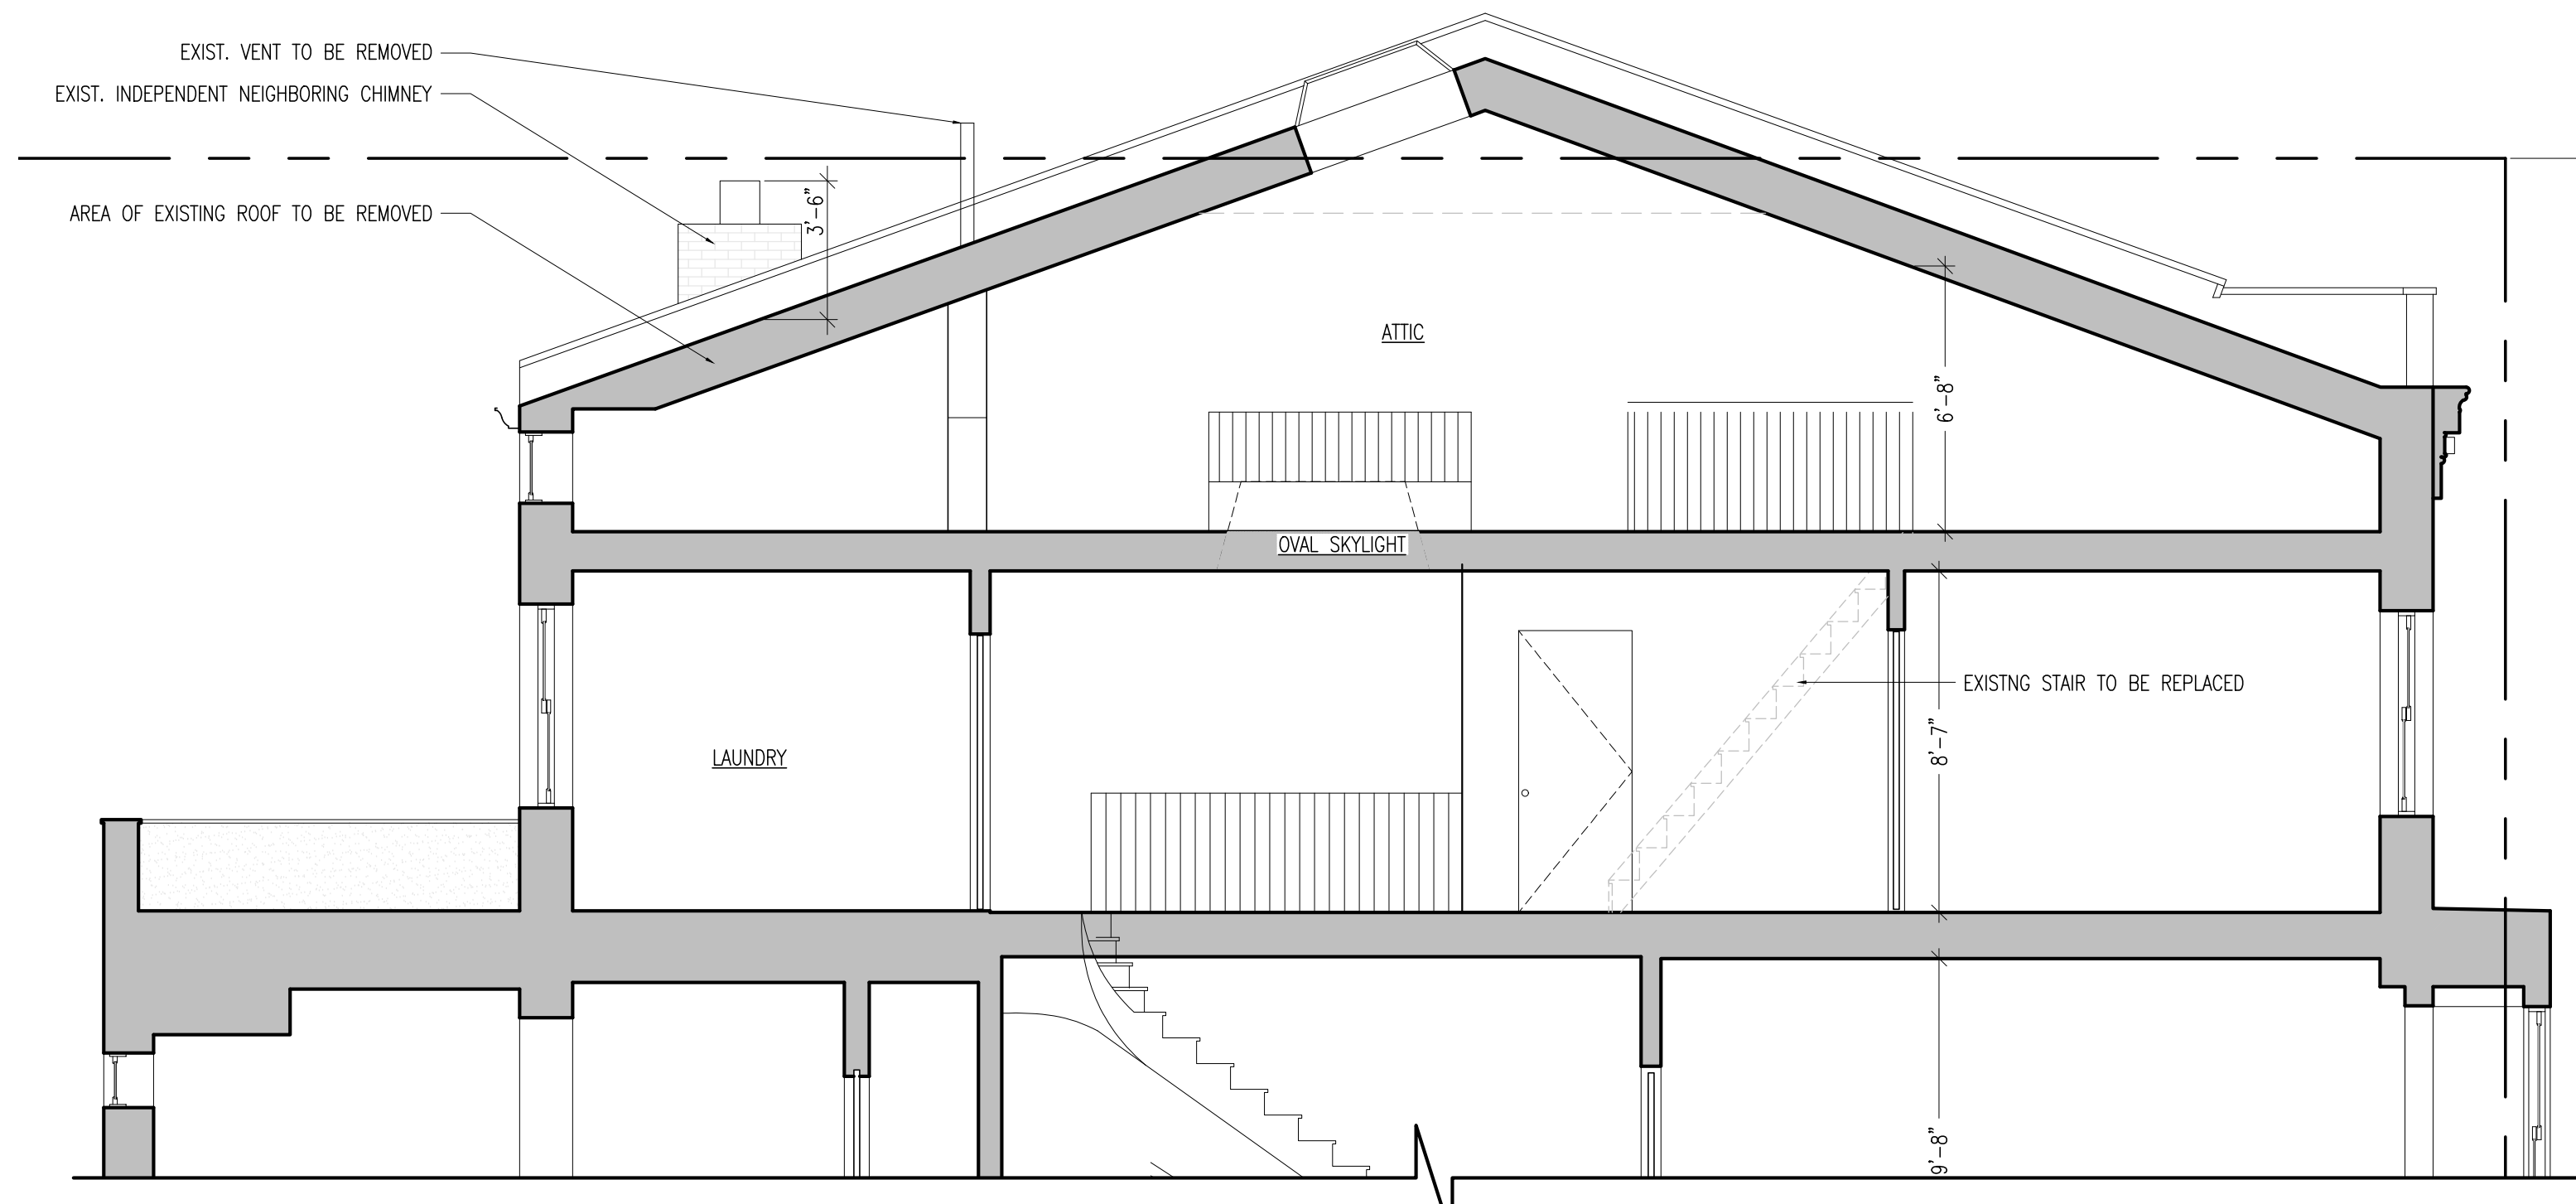 EXIST. VENT TO BE REMOVED
EXIST. INDEPENDENT NEIGHBORING CHIMNEY
AREA OF EXISTING ROOF TO BE REMOVED
3'-6"
ATTIC
6'-8"
OVAL SKYLIGHT
EXISTNG STAIR TO BE REPLACED
8'-7"
LAUNDRY
9'-8"